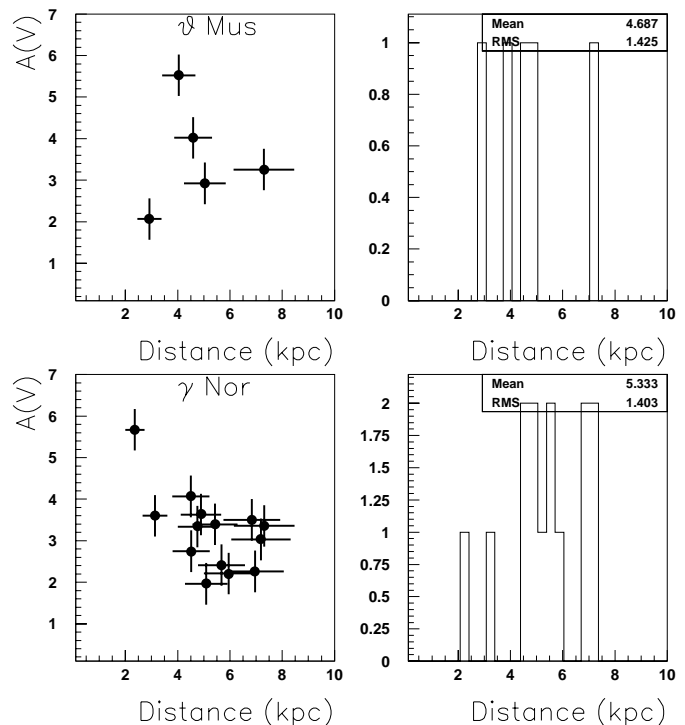 ϑ Mus
A(V)
7
6
5
4
3
2
1
2 4 6 8 10
Distance (kpc)
Mean 4.687
RMS 1.425
1
0.8
0.6
0.4
0.2
0
2 4 6 8 10
Distance (kpc)
γ Nor
A(V)
7
6
5
4
3
2
1
2 4 6 8 10
Distance (kpc)
Mean 5.333
RMS 1.403
2
1.75
1.5
1.25
1
0.75
0.5
0.25
0
2 4 6 8 10
Distance (kpc)